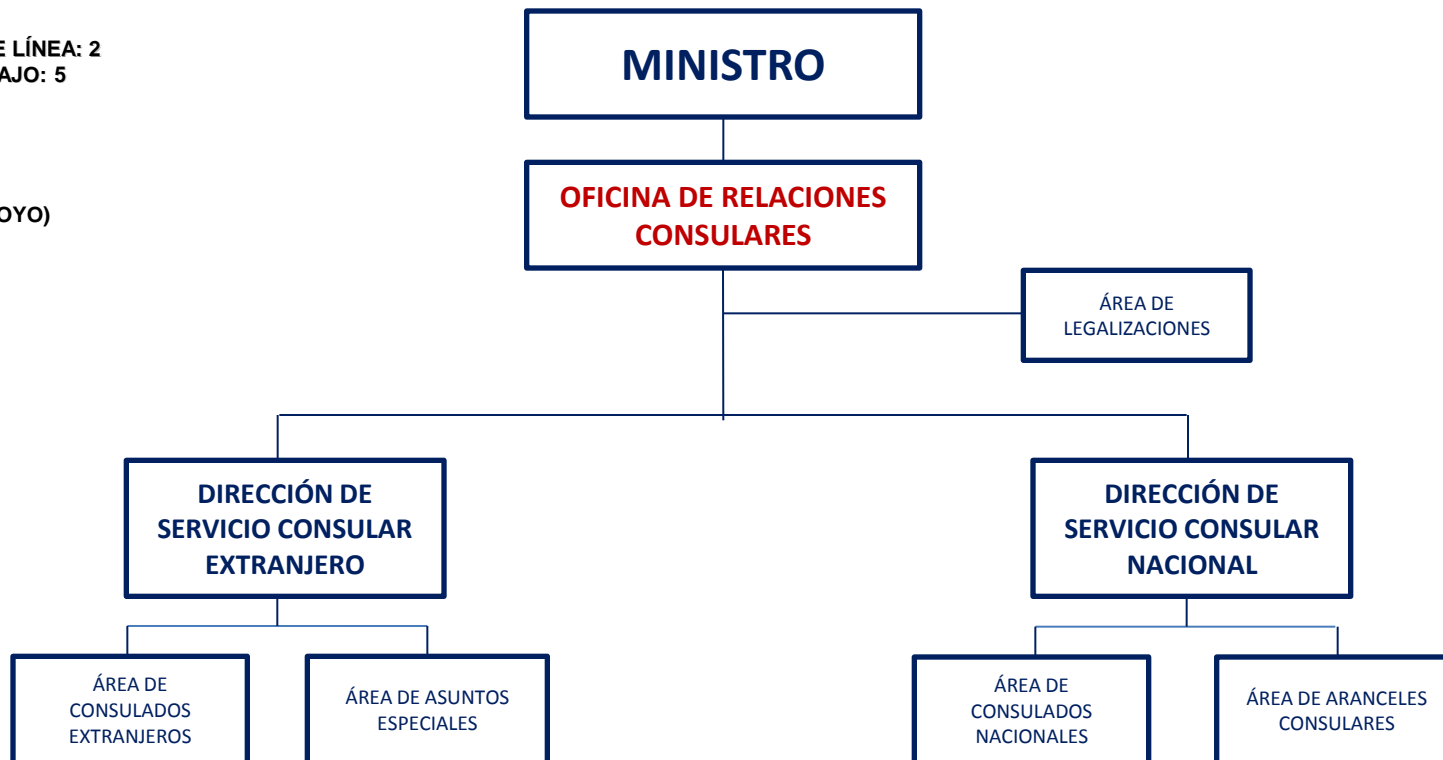 E LÍNEA: 2
AJO: 5
OYO)
MINISTRO
OFICINA DE RELACIONES
CONSULARES
ÁREA DE
LEGALIZACIONES
DIRECCIÓN DE
SERVICIO CONSULAR
EXTRANJERO
DIRECCIÓN DE
SERVICIO CONSULAR
NACIONAL
ÁREA DE
CONSULADOS
EXTRANJEROS
ÁREA DE ASUNTOS
ESPECIALES
ÁREA DE
CONSULADOS
NACIONALES
ÁREA DE ARANCELES
CONSULARES